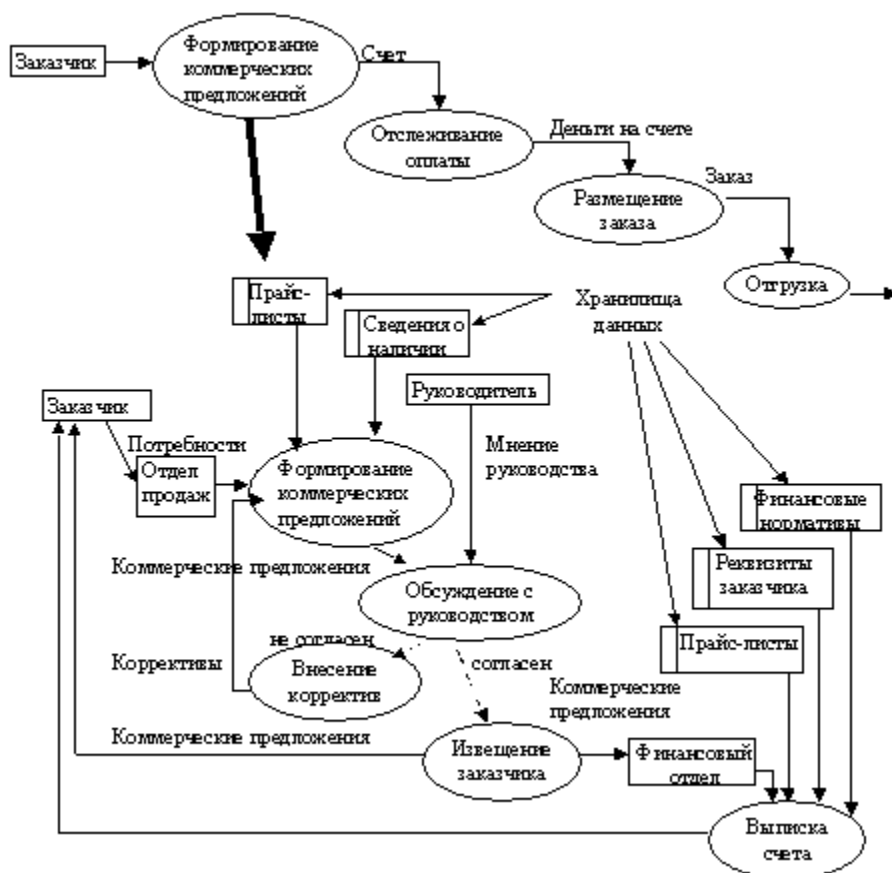 Заказчик
Формирование
коммерческих
предложений
Счет
Отслеживание
оплаты
Деньги на счете
Размещение
заказа
Заказ
Отгрузка
Прайс-
листы
Сведения о
наличии
Хранилища
данных
Заказчик
Руководитель
Потребности
Отдел
продаж
Формирование
коммерческих
предложений
Мнение
руководства
Финансовые
нормативы
Коммерческие предложения
Обсуждение с
руководством
Реквизиты
заказчика
Прайс-листы
не согласен
согласен
Коррективы
Внесение
корректив
Коммерческие
предложения
Коммерческие предложения
Извещение
заказчика
Финансовый
отдел
Выписка
счета